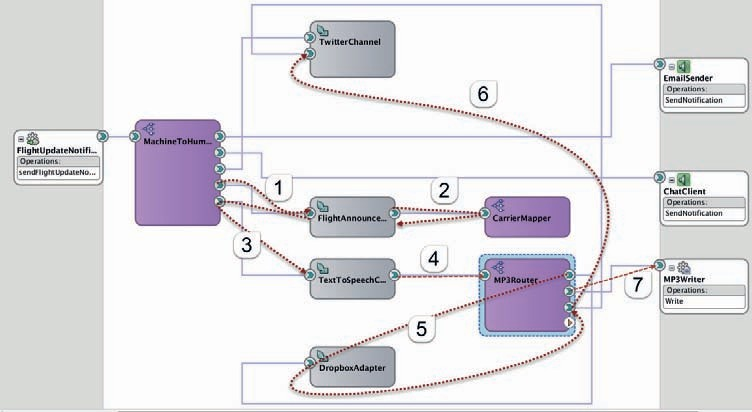 TwitterChannel
EmailSender
Operations:
SendNotification
6
FlightUpdateNotifi...
Operations:
sendFlightUpdateNo...
MachineToHum...
1
2
FlightAnnounce...
CarrierMapper
ChatClient
Operations:
SendNotification
3
4
TextToSpeechC...
MP3Router
7
MP3Writer
Operations:
Write
5
DropboxAdapter